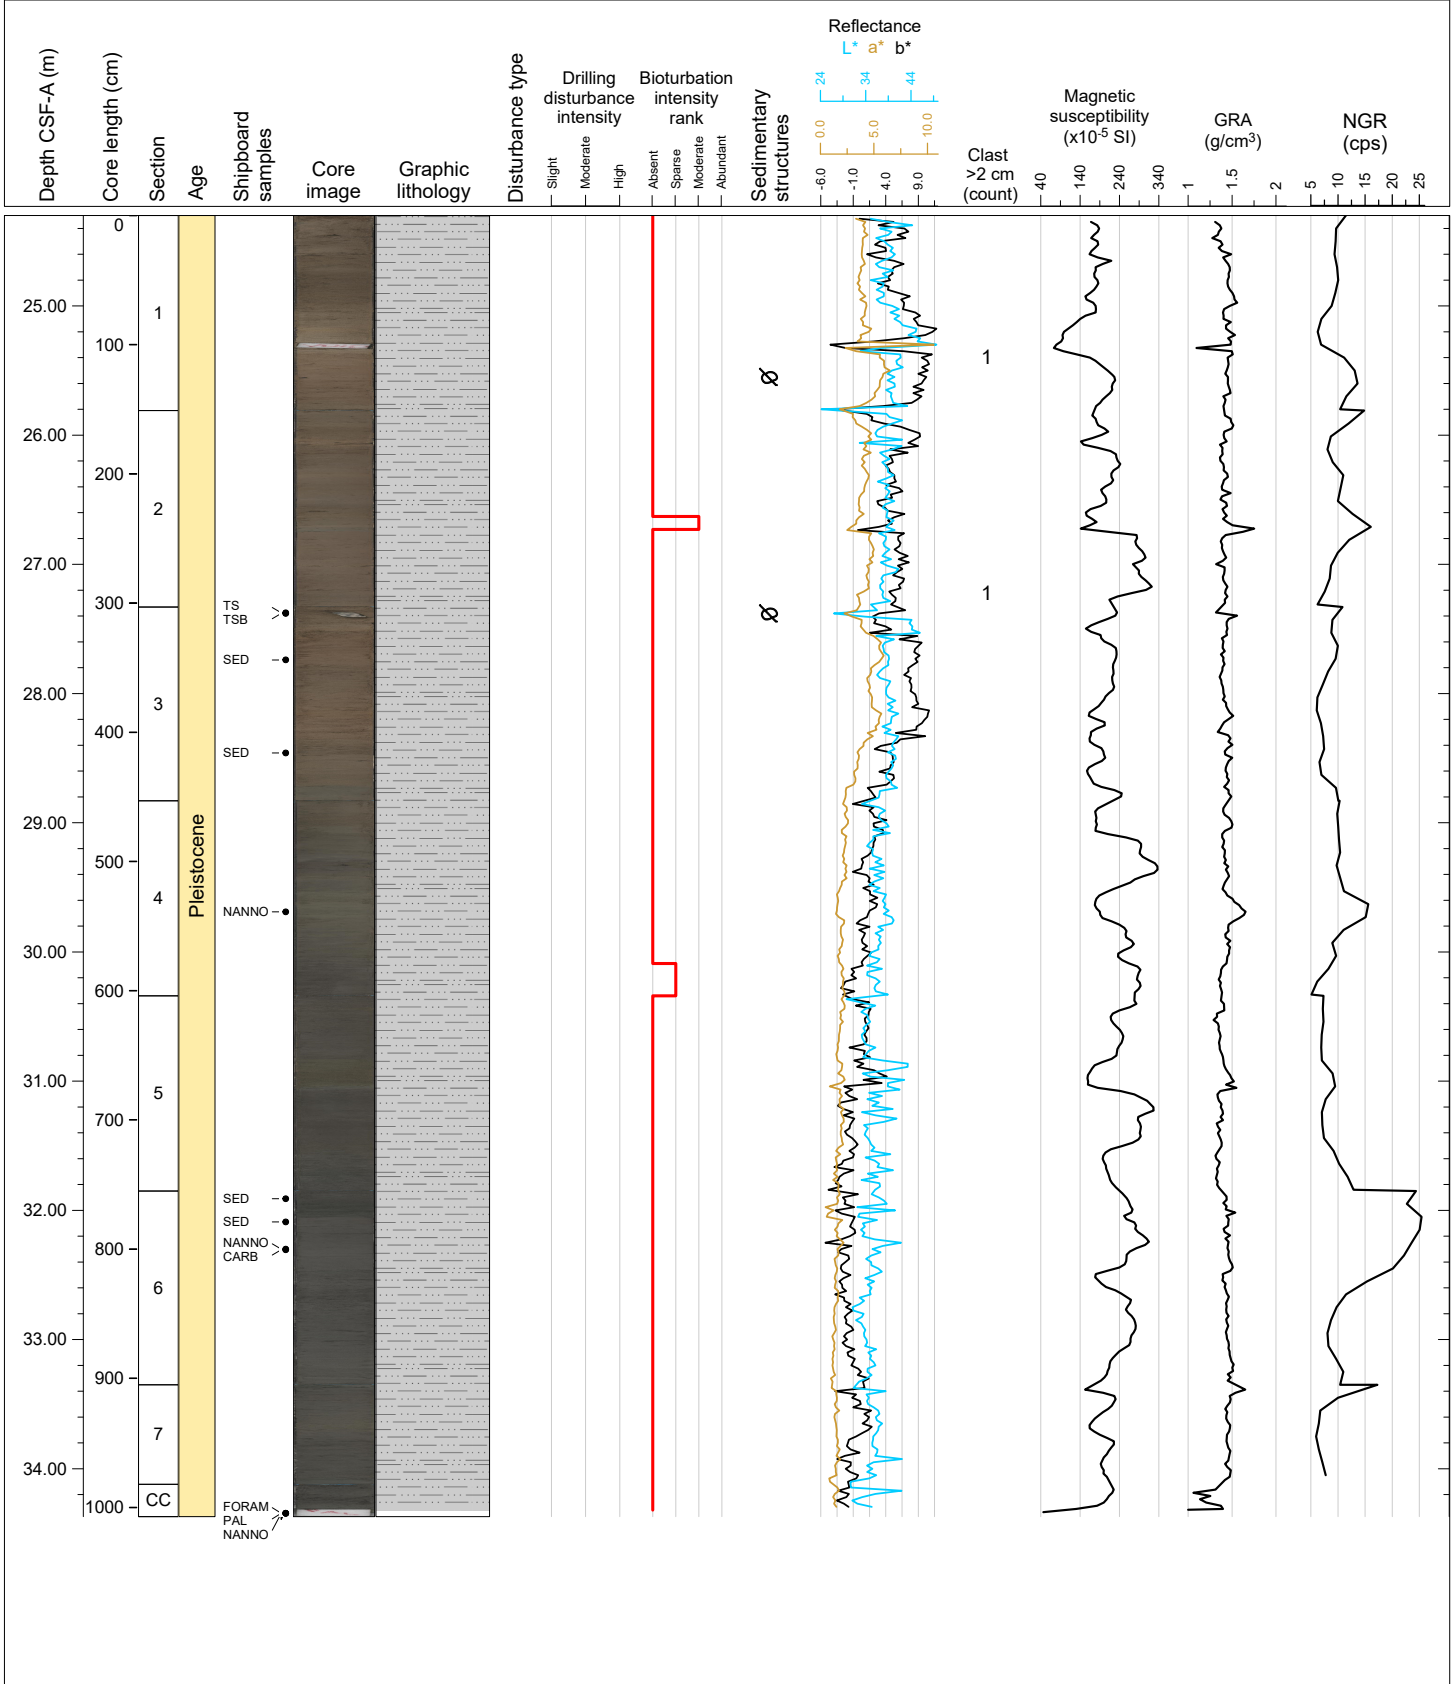 Depth CSF-A (m)
Core length (cm)
Section
Age
Shipboard
samples
Core
image
Graphic
lithology
Disturbance type
Drilling
disturbance
intensity
Slight
Moderate
High
Bioturbation
intensity
rank
Absent
Sparse
Moderate
Abundant
Sedimentary
structures
Reflectance
L* a* b*
24 34 44
0.0 5.0 10.0
-6.0 -1.0 4.0 9.0
Clast
>2 cm
(count)
Magnetic
susceptibility
(x10-5 SI)
40 140 240 340
GRA
(g/cm3)
1 1.5 2
NGR
(cps)
5 10 15 20 25
0
25.00
1
100
1
26.00
200
2
27.00
1
300
TS
TSB
SED
28.00
3
400
SED
29.00
Pleistocene
500
4
NANNO
30.00
600
31.00
5
700
SED
32.00
SED
NANNO
800
CARB
6
33.00
900
7
34.00
CC
1000
FORAM
PAL
NANNO